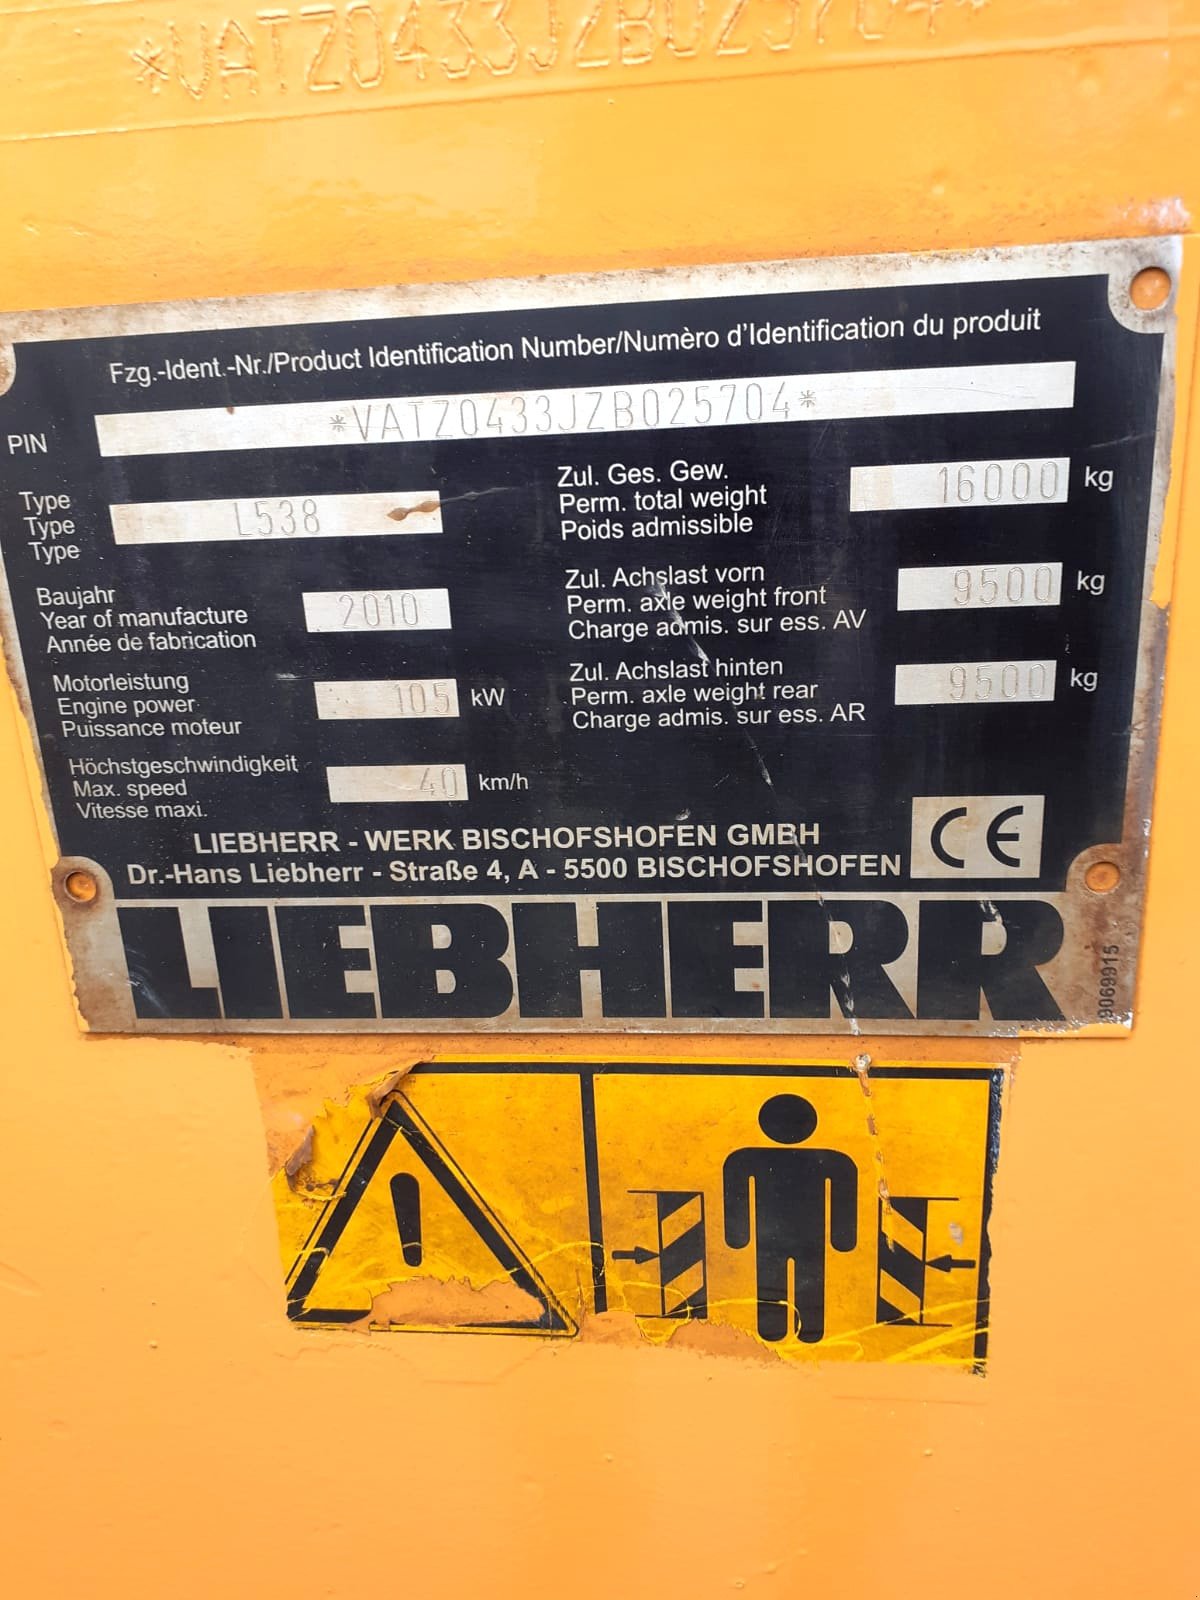 *VATZ0433JZB025704*
Fzg.-Ident.-Nr./Product Identification Number/Numèro d'Identification du produit
PIN *VATZ0433JZB025704*
Type
Type L538
Type
Zul. Ges. Gew.
Perm. total weight 16000 kg
Poids admissible
Baujahr
Year of manufacture 2010
Année de fabrication
Zul. Achslast vorn
Perm. axle weight front 9500 kg
Charge admis. sur ess. AV
Motorleistung
Engine power 105 kW
Puissance moteur
Zul. Achslast hinten
Perm. axle weight rear 9500 kg
Charge admis. sur ess. AR
Höchstgeschwindigkeit
Max. speed 40 km/h
Vitesse maxi.
LIEBHERR - WERK BISCHOFSHOFEN GMBH
Dr.-Hans Liebherr - Straße 4, A - 5500 BISCHOFSHOFEN
CE
LIEBHERR
9069915